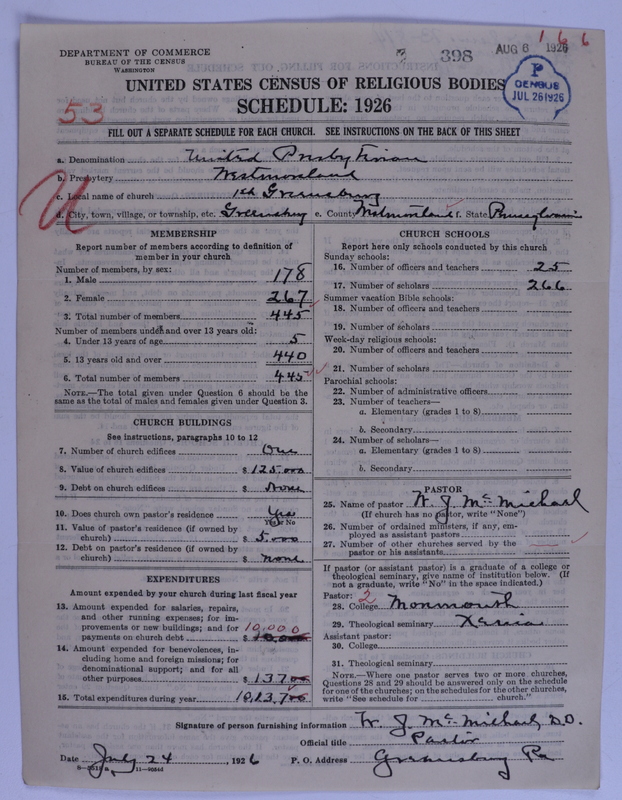 166
398
AUG 6 1926
DEPARTMENT OF COMMERCE
BUREAU OF THE CENSUS
WASHINGTON
P
CENSUS
JUL 26 1926
UNITED STATES CENSUS OF RELIGIOUS BODIES
53
SCHEDULE: 1926
FILL OUT A SEPARATE SCHEDULE FOR EACH CHURCH. SEE INSTRUCTIONS ON THE BACK OF THIS SHEET
a. Denomination United Presbyterian
b. Presbytery Westmoreland
c. Local name of church 1st Greensburg
U
d. City, town, village, or township, etc. Greensburg e. County Westmoreland f. State Pennsylvania
MEMBERSHIP
Report number of members according to definition of
member in your church
Number of members, by sex:
1. Male 178
2. Female 267
3. Total number of members 445
Number of members under and over 13 years old:
4. Under 13 years of age 5
5. 13 years old and over 440
6. Total number of members 445
NOTE.—The total given under Question 6 should be the
same as the total of males and females given under Question 3.
CHURCH BUILDINGS
See instructions, paragraphs 10 to 12
7. Number of church edifices One
8. Value of church edifices $ 125.000
9. Debt on church edifices $ None
10. Does church own pastor's residence? Yes
Yes or No
11. Value of pastor's residence (if owned by
church) $ 5.000
12. Debt on pastor's residence (if owned by
church) $ none
EXPENDITURES
Amount expended by your church during last fiscal year
13. Amount expended for salaries, repairs,
and other running expenses; for im-
provements or new buildings; and for 10,000
payments on church debt $
14. Amount expended for benevolences, in-
cluding home and foreign missions; for
denominational support; and for all
other purposes $
15. Total expenditures during year
CHURCH SCHOOLS
Report here only schools conducted by this church
Sunday schools:
16. Number of officers and teachers 25
17. Number of scholars 266
Summer vacation Bible schools:
18. Number of officers and teachers
19. Number of scholars
Week-day religious schools:
20. Number of officers and teachers
21. Number of scholars
Parochial schools:
22. Number of administrative officers
23. Number of teachers—
a. Elementary (grades 1 to 8)
b. Secondary
24. Number of scholars—
a. Elementary (grades 1 to 8)
b. Secondary
PASTOR
25. Name of pastor W. J. McMichael
(If church has no pastor, write "None")
26. Number of ordained ministers, if any, em-
ployed as assistant pastors
27. Number of other churches served by the
pastor or his assistants
If pastor (or assistant pastor) is a graduate of a college or
theological seminary, give name of institution below. (If
not a graduate, write "No" in the space indicated.)
Pastor: 2
28. College Monmouth
29. Theological seminary Xenia
Assistant pastor:
30. College
31. Theological seminary
NOTE.—Where one pastor serves two or more churches,
Questions 28 and 29 should be answered only on the schedule
for one of the churches; on the schedules for the other churches,
write "See schedule for church."
Signature of person furnishing information W. J. McMichael, D.D.
Official title Pastor
Date July 24, 1926 P. O. Address Greensburg Pa